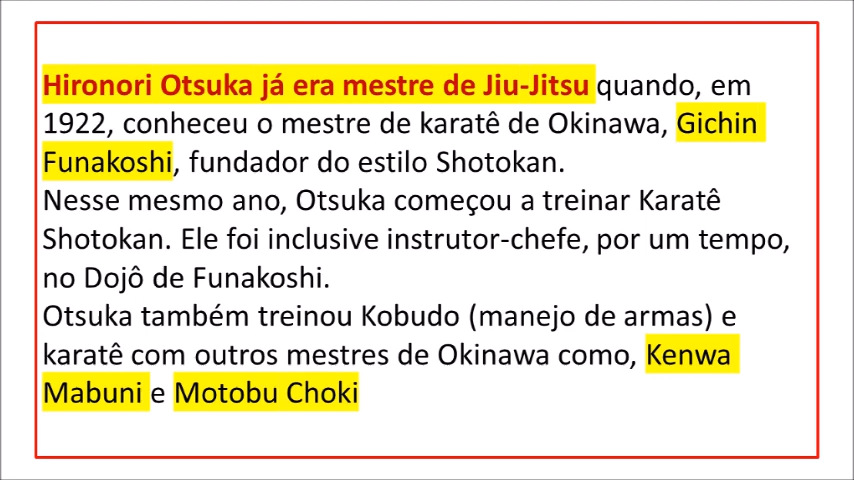 Hironori Otsuka já era mestre de Jiu-Jitsu quando, em
1922, conheceu o mestre de karatê de Okinawa, Gichin
Funakoshi, fundador do estilo Shotokan.
Nesse mesmo ano, Otsuka começou a treinar Karatê
Shotokan. Ele foi inclusive instrutor-chefe, por um tempo,
no Dojô de Funakoshi.
Otsuka também treinou Kobudo (manejo de armas) e
karatê com outros mestres de Okinawa como, Kenwa
Mabuni e Motobu Choki